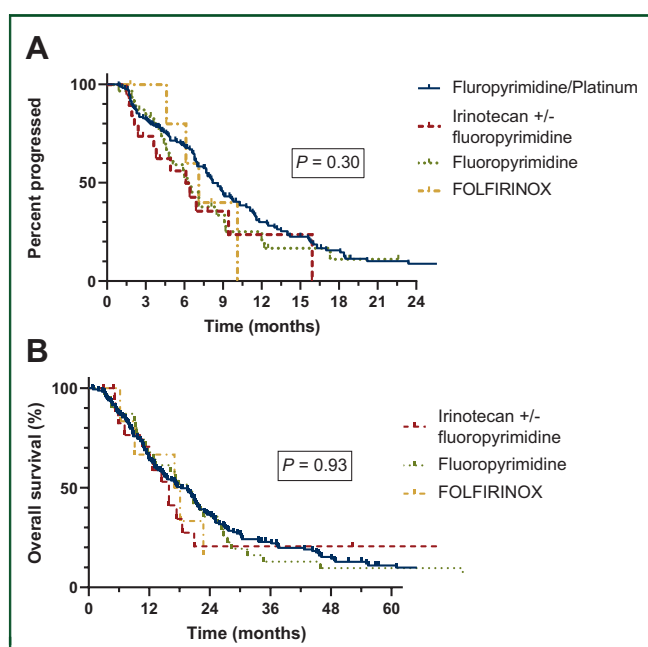 A
Percent progressed
100
50
0
0 3 6 9 12 15 18 21 24
Time (months)
P = 0.30
Fluropyrimidine/Platinum
Irinotecan +/-
fluoropyrimidine
Fluoropyrimidine
FOLFIRINOX
B
Overall survival (%)
100
50
0
0 12 24 36 48 60
Time (months)
P = 0.93
Irinotecan +/-
fluoropyrimidine
Fluoropyrimidine
FOLFIRINOX